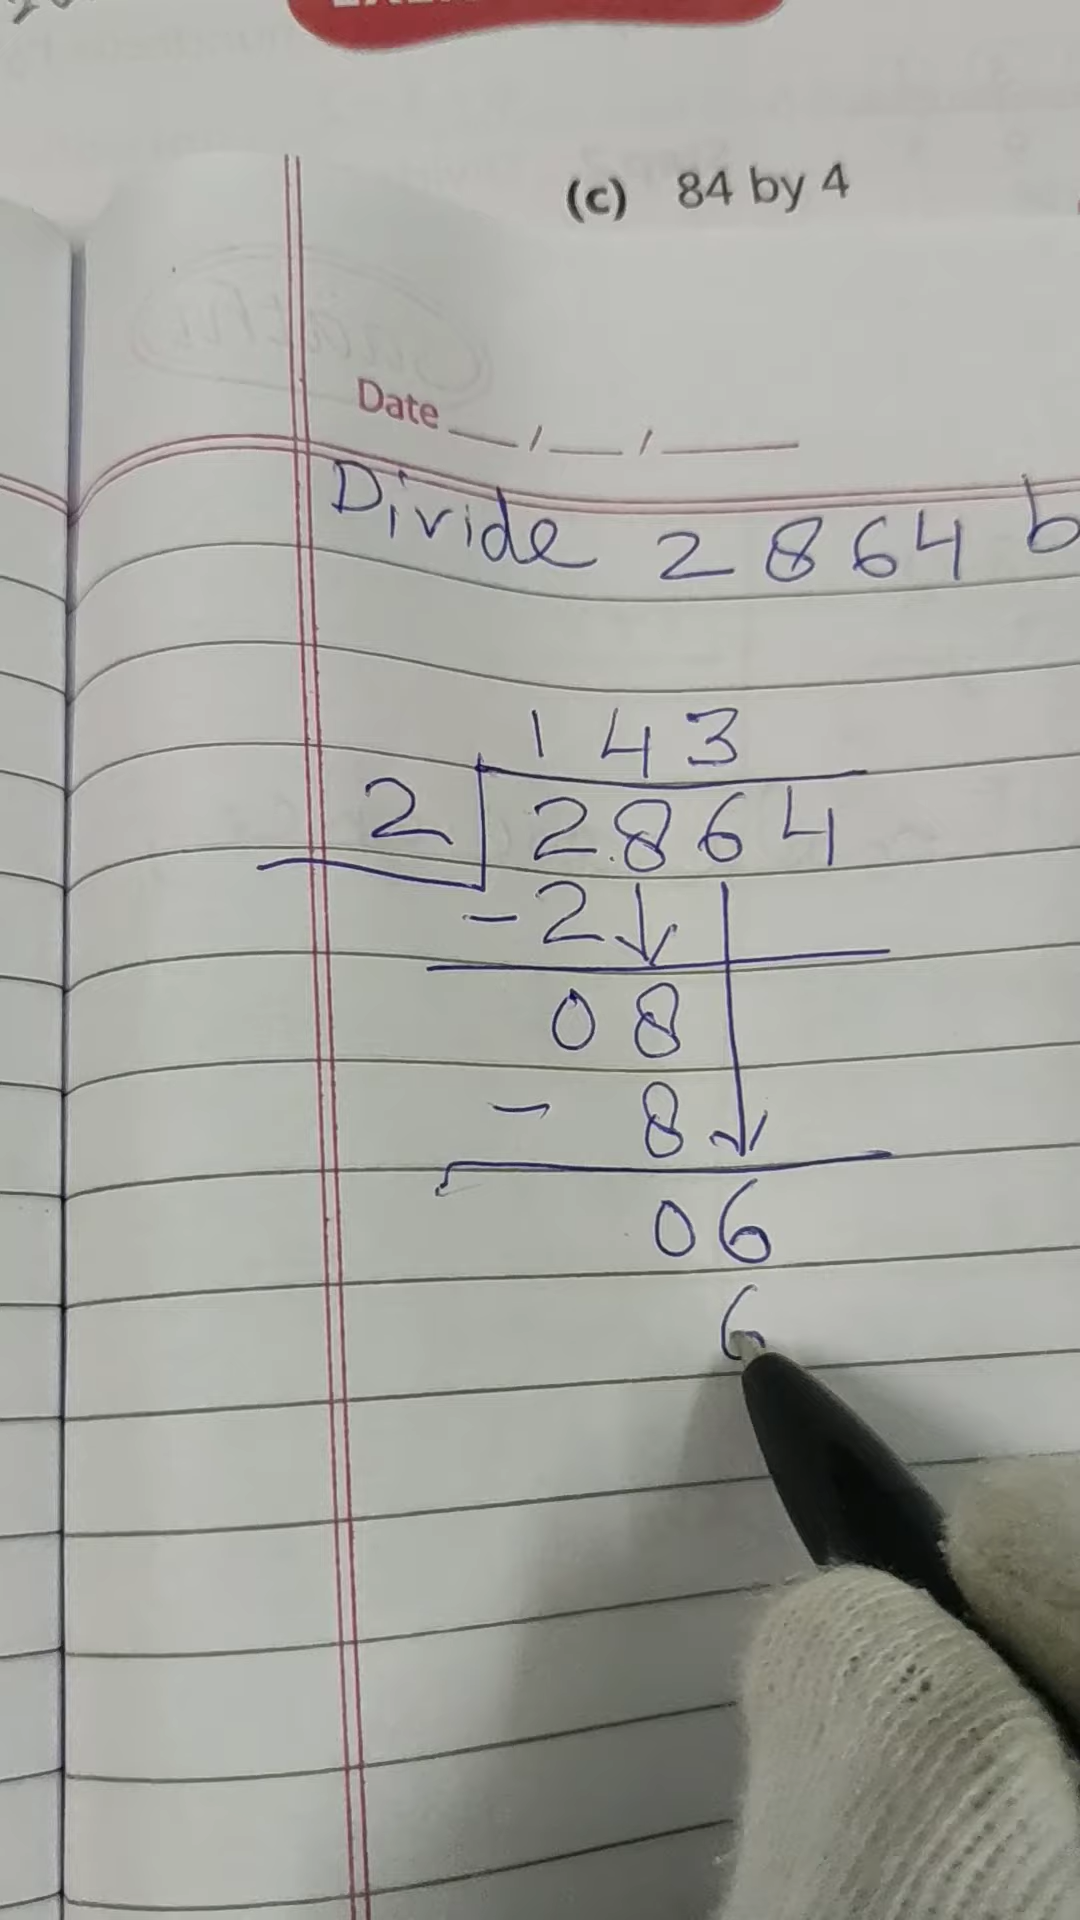 (c) 84 by 4
Date __/__/____
Divide 2864 b
143
2 2864
-2
08
- 8
06
6